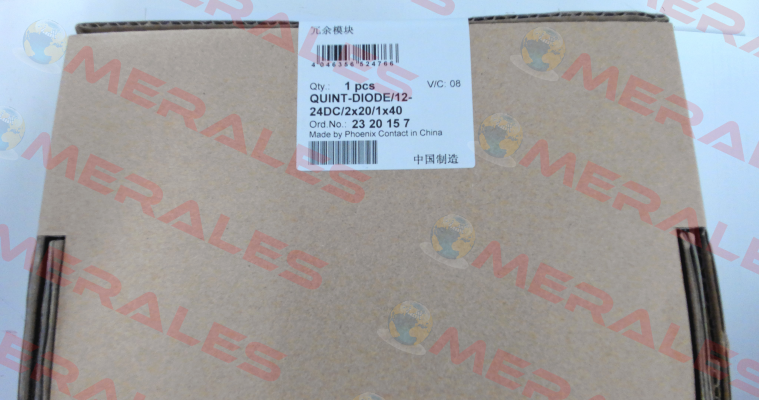 冗余模块
4 046356 524766
Qty.: 1 pcs V/C: 08
QUINT-DIODE/12-
24DC/2x20/1x40
Ord.No.: 23 20 15 7
Made by Phoenix Contact in China
中国制造
MERALES
MERALES
MERALES
MERALES
MERALES
MERALES